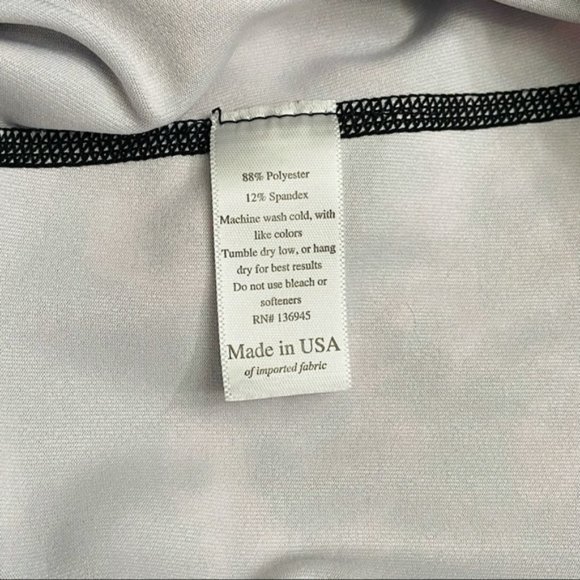 88% Polyester
12% Spandex
Machine wash cold, with
like colors
Tumble dry low, or hang
dry for best results
Do not use bleach or
softeners
RN# 136945
Made in USA
of imported fabric